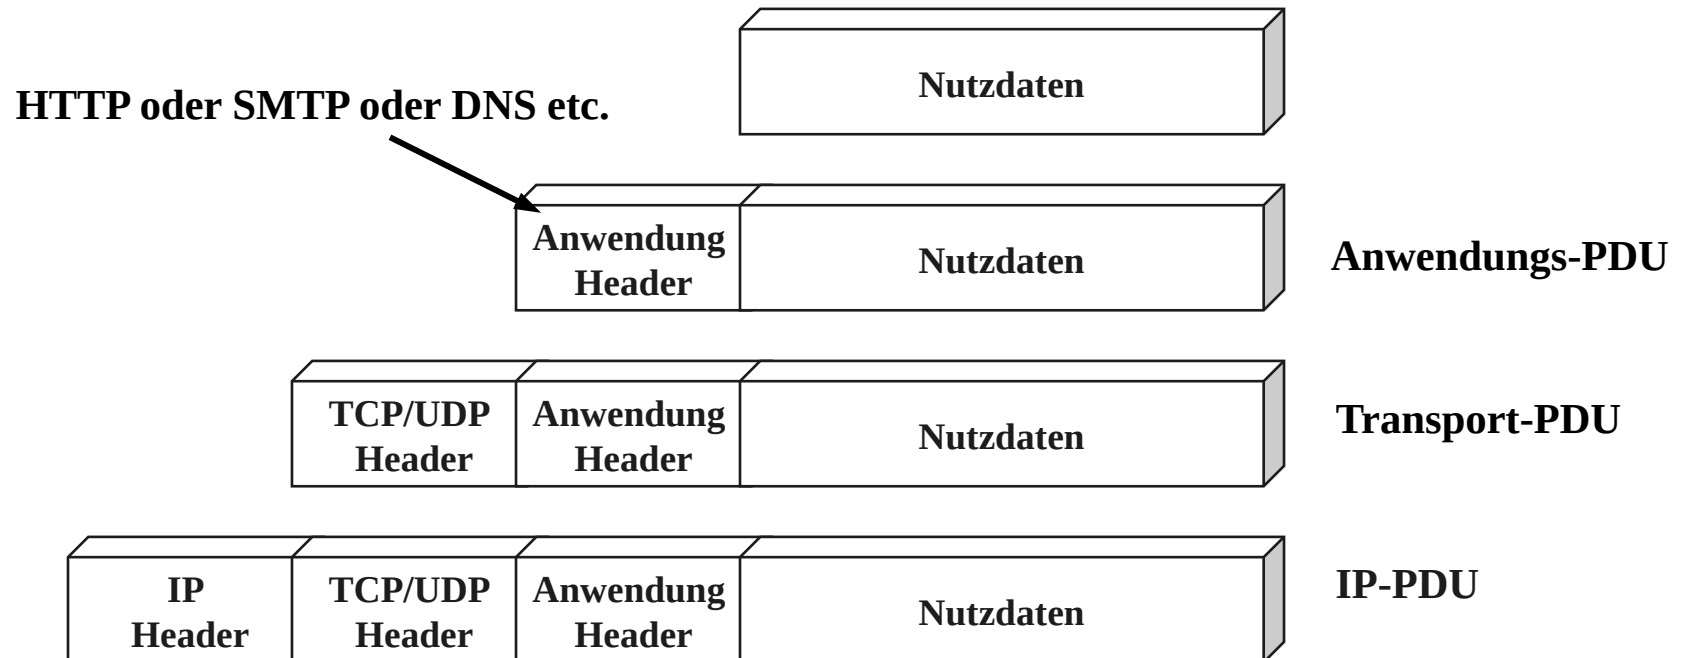 Nutzdaten
HTTP oder SMTP oder DNS etc.
Anwendung
Header
Nutzdaten
Anwendungs-PDU
TCP/UDP
Header
Anwendung
Header
Nutzdaten
Transport-PDU
IP
Header
TCP/UDP
Header
Anwendung
Header
Nutzdaten
IP-PDU